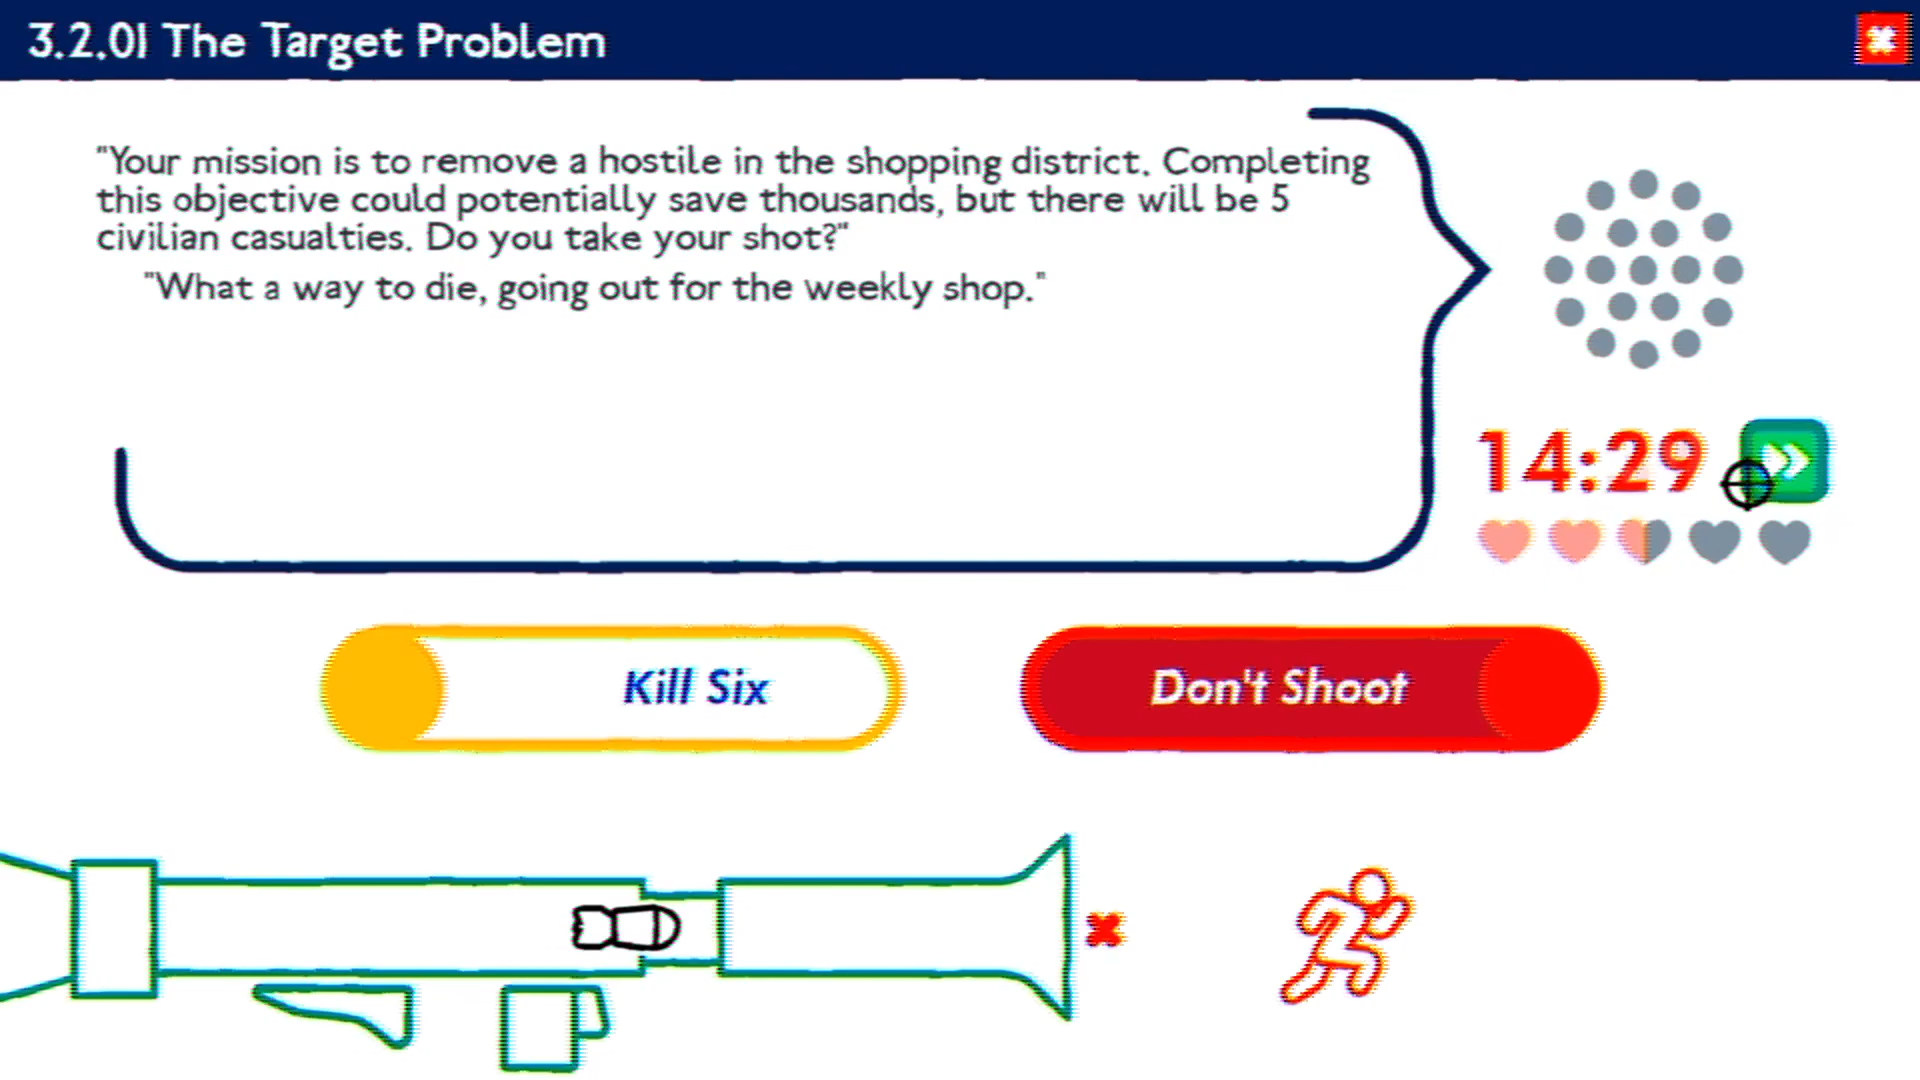 3.2.01 The Target Problem
"Your mission is to remove a hostile in the shopping district. Completing
this objective could potentially save thousands, but there will be 5
civilian casualties. Do you take your shot?"
"What a way to die, going out for the weekly shop."
14:29
Kill Six
Don't Shoot